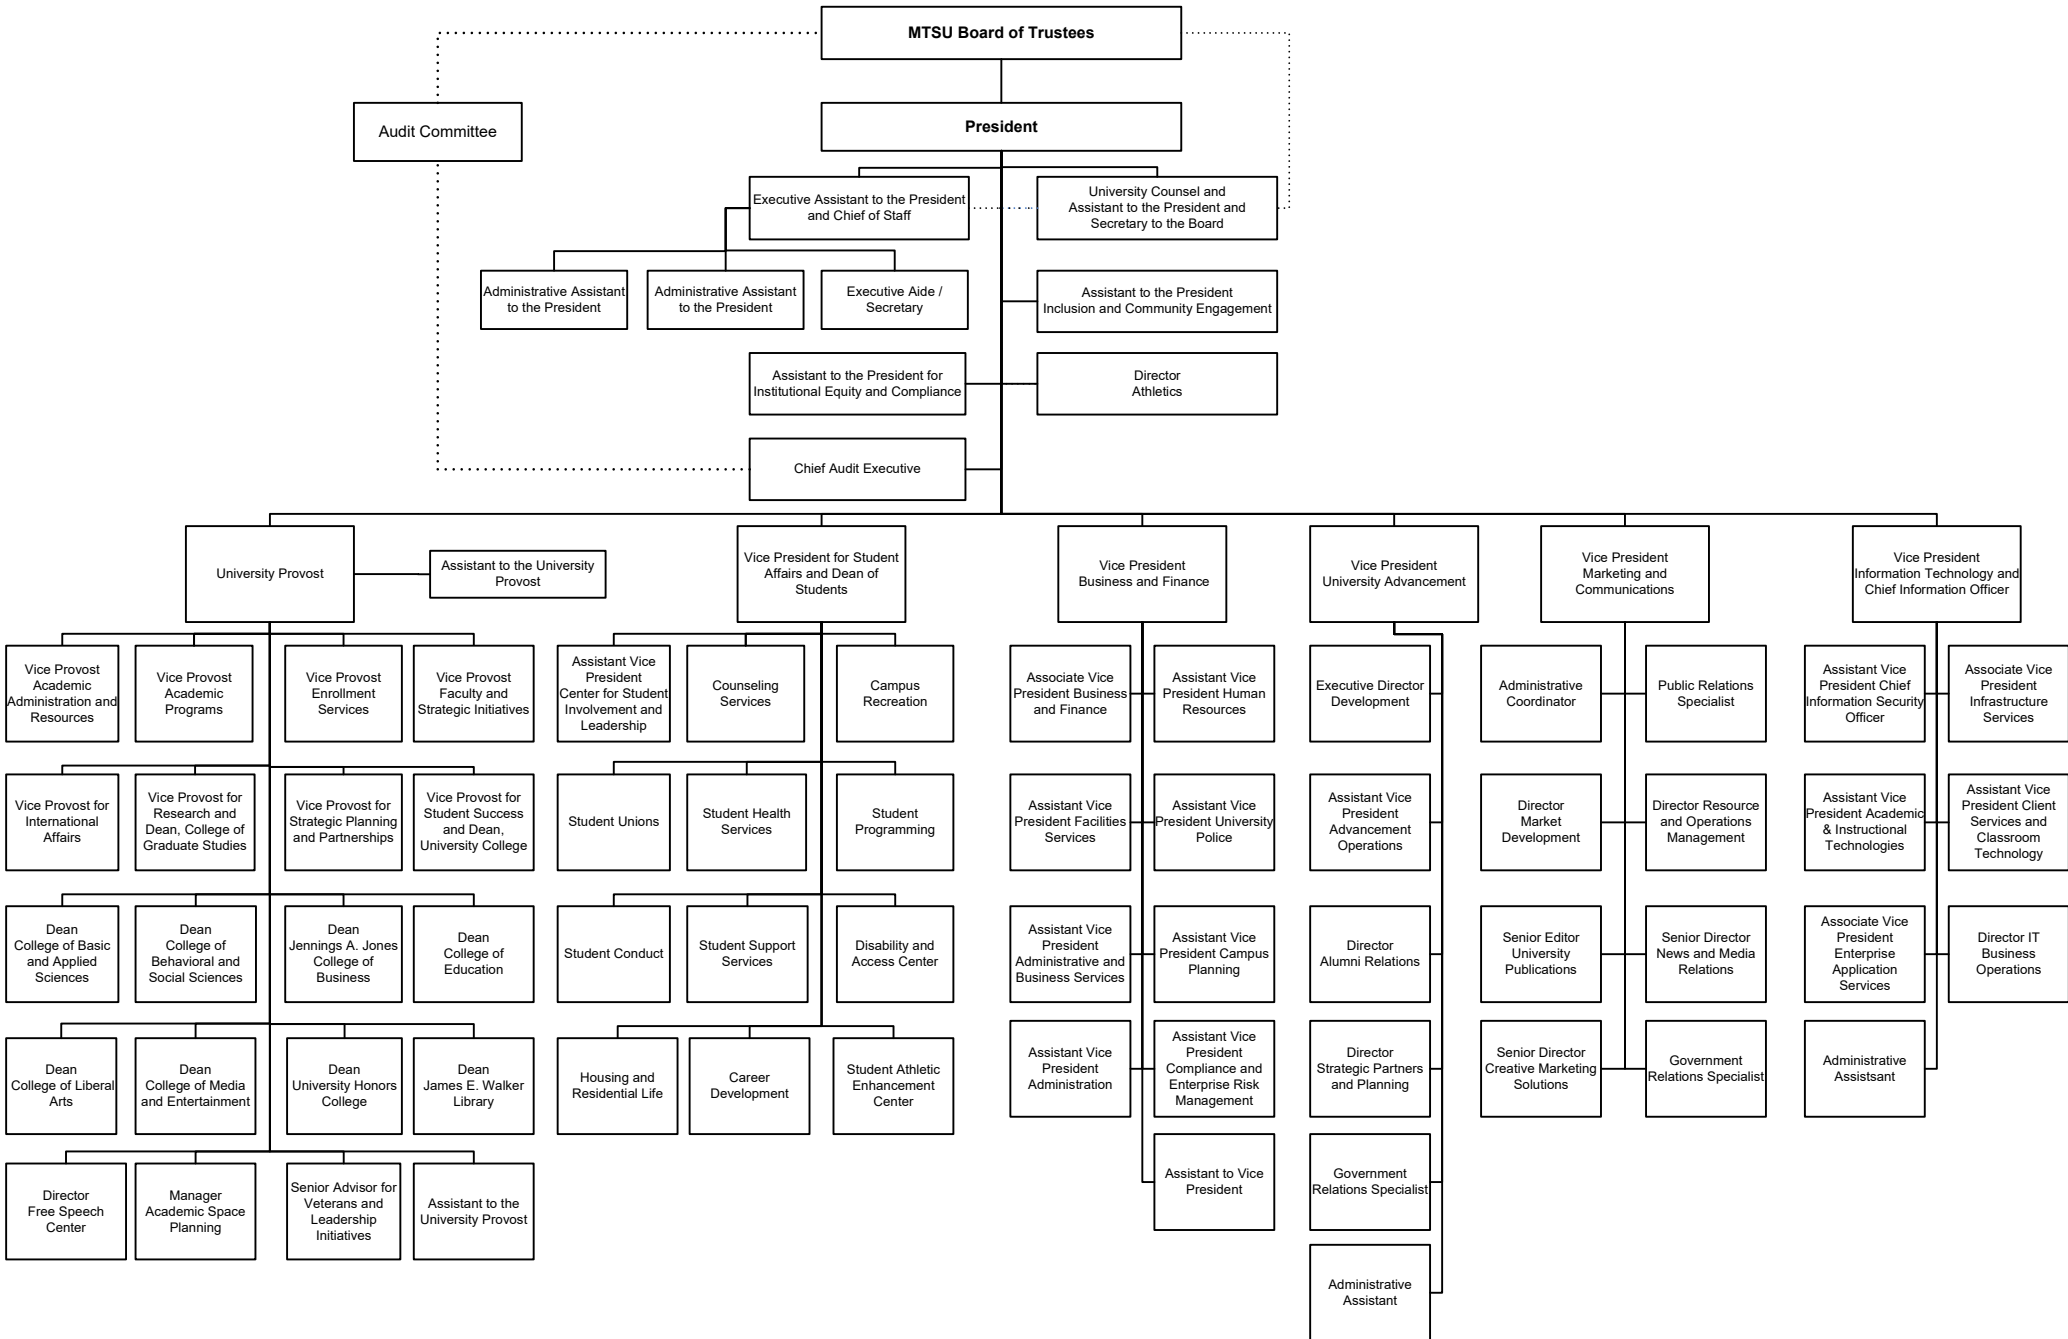 MTSU Board of Trustees
Audit Committee
President
Executive Assistant to the President
and Chief of Staff
University Counsel and
Assistant to the President and
Secretary to the Board
Administrative Assistant
to the President
Administrative Assistant
to the President
Executive Aide /
Secretary
Assistant to the President
Inclusion and Community Engagement
Assistant to the President for
Institutional Equity and Compliance
Director
Athletics
Chief Audit Executive
University Provost
Assistant to the University
Provost
Vice President for Student
Affairs and Dean of
Students
Vice President
Business and Finance
Vice President
University Advancement
Vice President
Marketing and
Communications
Vice President
Information Technology and
Chief Information Officer
Vice Provost
Academic
Administration and
Resources
Vice Provost
Academic
Programs
Vice Provost
Enrollment
Services
Vice Provost
Faculty and
Strategic Initiatives
Assistant Vice
President
Center for Student
Involvement and
Leadership
Counseling
Services
Campus
Recreation
Associate Vice
President Business
and Finance
Assistant Vice
President Human
Resources
Executive Director
Development
Administrative
Coordinator
Public Relations
Specialist
Assistant Vice
President Chief
Information Security
Officer
Associate Vice
President
Infrastructure
Services
Vice Provost for
International
Affairs
Vice Provost for
Research and
Dean, College of
Graduate Studies
Vice Provost for
Strategic Planning
and Partnerships
Vice Provost for
Student Success
and Dean,
University College
Student Unions
Student Health
Services
Student
Programming
Assistant Vice
President Facilities
Services
Assistant Vice
President University
Police
Assistant Vice
President
Advancement
Operations
Director
Market
Development
Director Resource
and Operations
Management
Assistant Vice
President Academic
& Instructional
Technologies
Assistant Vice
President Client
Services and
Classroom
Technology
Dean
College of Basic
and Applied
Sciences
Dean
College of
Behavioral and
Social Sciences
Dean
Jennings A. Jones
College of
Business
Dean
College of
Education
Student Conduct
Student Support
Services
Disability and
Access Center
Assistant Vice
President
Administrative and
Business Services
Assistant Vice
President Campus
Planning
Director
Alumni Relations
Senior Editor
University
Publications
Senior Director
News and Media
Relations
Associate Vice
President
Enterprise
Application
Services
Director IT
Business
Operations
Dean
College of Liberal
Arts
Dean
College of Media
and Entertainment
Dean
University Honors
College
Dean
James E. Walker
Library
Housing and
Residential Life
Career
Development
Student Athletic
Enhancement
Center
Assistant Vice
President
Administration
Assistant Vice
President
Compliance and
Enterprise Risk
Management
Director
Strategic Partners
and Planning
Senior Director
Creative Marketing
Solutions
Government
Relations Specialist
Administrative
Assistsant
Director
Free Speech
Center
Manager
Academic Space
Planning
Senior Advisor for
Veterans and
Leadership
Initiatives
Assistant to the
University Provost
Assistant to Vice
President
Government
Relations Specialist
Administrative
Assistant